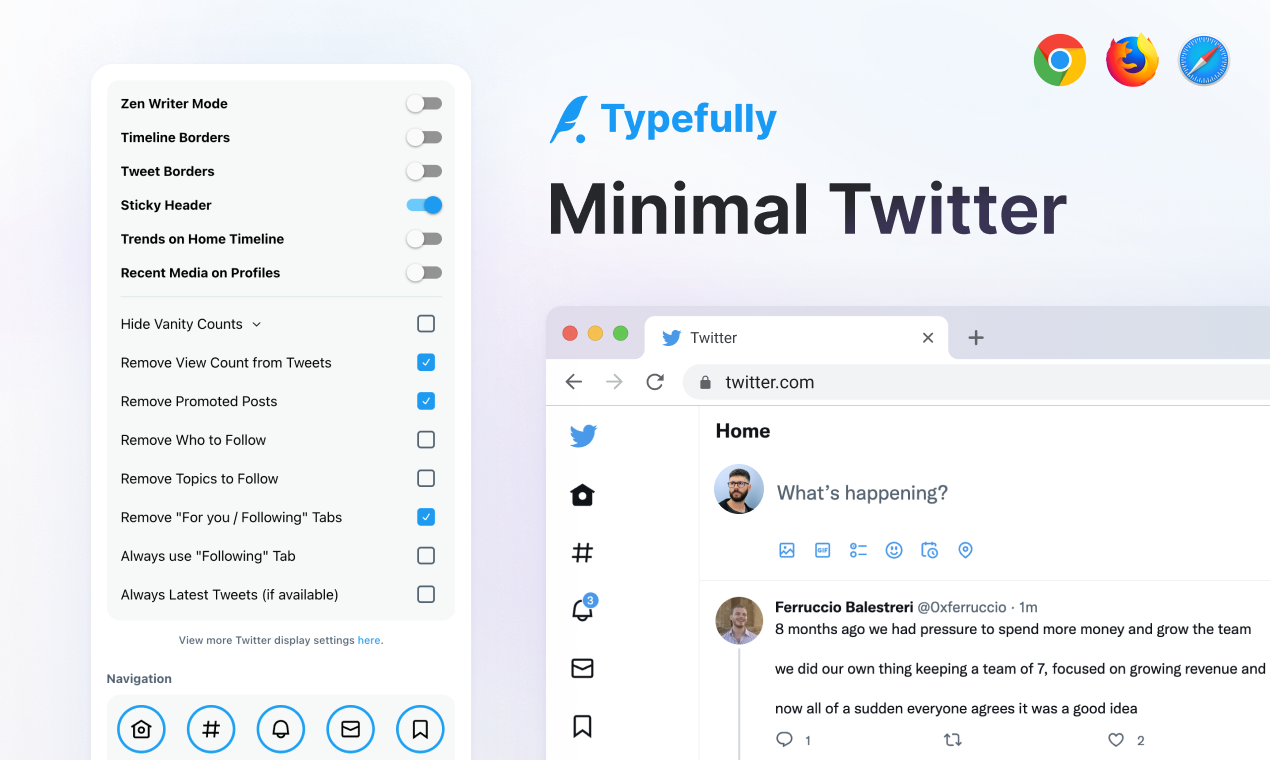 Zen Writer Mode
Timeline Borders
Tweet Borders
Sticky Header
Trends on Home Timeline
Recent Media on Profiles
Hide Vanity Counts
Remove View Count from Tweets
Remove Promoted Posts
Remove Who to Follow
Remove Topics to Follow
Remove "For you / Following" Tabs
Always use "Following" Tab
Always Latest Tweets (if available)
View more Twitter display settings here.
Navigation
Typefully
Minimal Twitter
Twitter
twitter.com
Home
What's happening?
GIF
3
Ferruccio Balestreri @0xferruccio · 1m
8 months ago we had pressure to spend more money and grow the team
we did our own thing keeping a team of 7, focused on growing revenue and
now all of a sudden everyone agrees it was a good idea
1
2